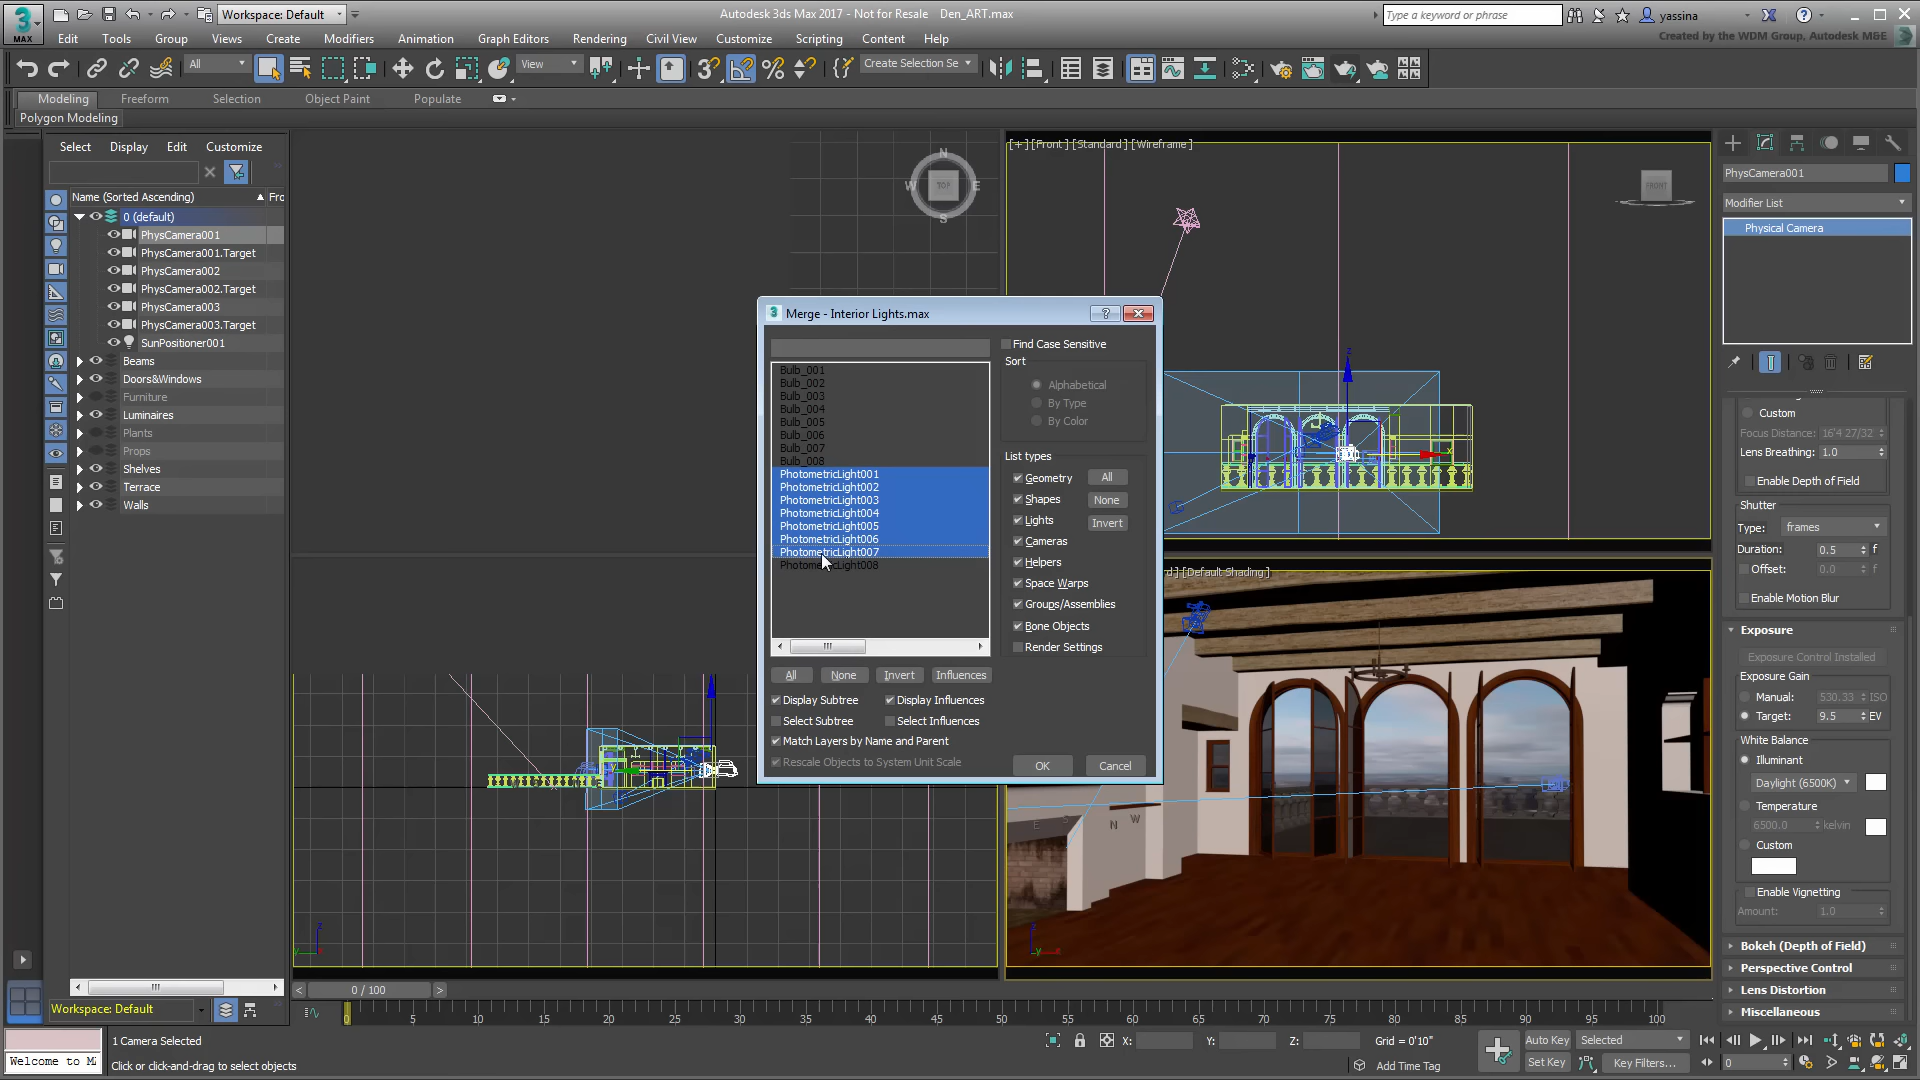 3
MAX
Workspace: Default
Autodesk 3ds Max 2017 - Not for Resale   Den_ART.max
Type a keyword or phrase
yassina
Edit Tools Group Views Create Modifiers Animation Graph Editors Rendering Civil View Customize Scripting Content Help
Created by the WDM Group, Autodesk M&E
All
View
Create Selection Se
Modeling Freeform Selection Object Paint Populate
Polygon Modeling
Select Display Edit Customize
Name (Sorted Ascending)
Fro
0 (default)
PhysCamera001
PhysCamera001.Target
PhysCamera002
PhysCamera002.Target
PhysCamera003
PhysCamera003.Target
SunPositioner001
Beams
Doors&Windows
Furniture
Luminaires
Plants
Props
Shelves
Terrace
Walls
N
W TOP E
S
[+] [Front] [Standard] [Wireframe]
FRONT
z
x
Merge - Interior Lights.max
Find Case Sensitive
Sort
Alphabetical
By Type
By Color
Bulb_001
Bulb_002
Bulb_003
Bulb_004
Bulb_005
Bulb_006
Bulb_007
Bulb_008
PhotometricLight001
PhotometricLight002
PhotometricLight003
PhotometricLight004
PhotometricLight005
PhotometricLight006
PhotometricLight007
PhotometricLight008
List types
Geometry
Shapes
Lights
Cameras
Helpers
Space Warps
Groups/Assemblies
Bone Objects
Render Settings
All
None
Invert
All None Invert Influences
Display Subtree Display Influences
Select Subtree Select Influences
Match Layers by Name and Parent
Rescale Objects to System Unit Scale
OK Cancel
[Default Shading]
E S N W
PhysCamera001
Modifier List
Physical Camera
Custom
Focus Distance: 16'4 27/32
Lens Breathing: 1.0
Enable Depth of Field
Shutter
Type: frames
Duration: 0.5 f
Offset: 0.0 f
Enable Motion Blur
Exposure
Exposure Control Installed
Exposure Gain
Manual: 530.33 ISO
Target: 9.5 EV
White Balance
Illuminant
Daylight (6500K)
Temperature
6500.0 kelvin
Custom
Enable Vignetting
Amount: 1.0
Bokeh (Depth of Field)
Perspective Control
Lens Distortion
Miscellaneous
Workspace: Default
0 / 100
0 5 10 15 20 25 30 35 40 45 50 55 60 65 70 75 80 85 90 95 100
Welcome to M
1 Camera Selected
Click or click-and-drag to select objects
X: Y: Z: Grid = 0'10"
Add Time Tag
Auto Key Selected
Set Key Key Filters...
0